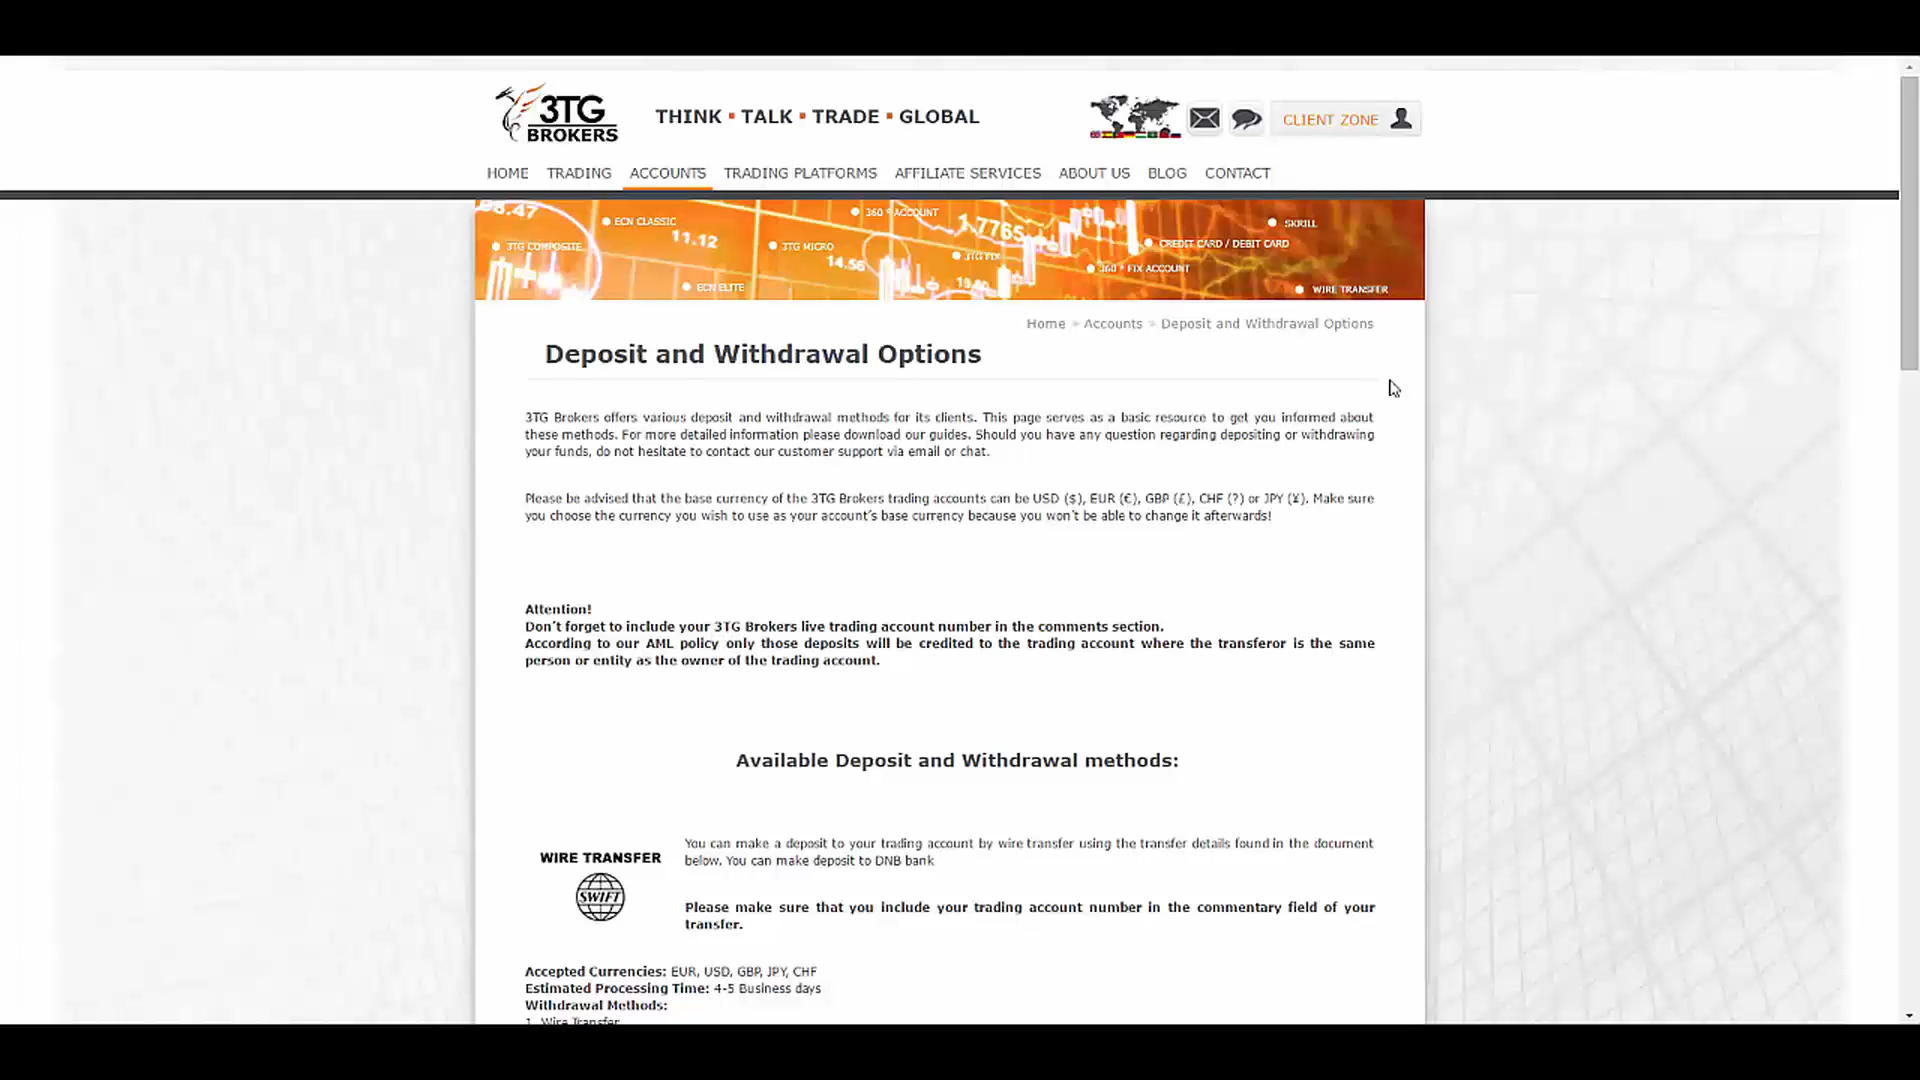 3TG
BROKERS
THINK ▪ TALK ▪ TRADE ▪ GLOBAL
CLIENT ZONE
HOME TRADING ACCOUNTS TRADING PLATFORMS AFFILIATE SERVICES ABOUT US BLOG CONTACT
ECN CLASSIC
360 ° ACCOUNT
1.7765
SKRILL
11.12
3TG COMPOSITE
3TG MICRO
CREDIT CARD / DEBIT CARD
14.56
3TG FIX
360 ° FIX ACCOUNT
ECN ELITE
WIRE TRANSFER
Home » Accounts » Deposit and Withdrawal Options
Deposit and Withdrawal Options
3TG Brokers offers various deposit and withdrawal methods for its clients. This page serves as a basic resource to get you informed about
these methods. For more detailed information please download our guides. Should you have any question regarding depositing or withdrawing
your funds, do not hesitate to contact our customer support via email or chat.
Please be advised that the base currency of the 3TG Brokers trading accounts can be USD ($), EUR (€), GBP (£), CHF (?) or JPY (¥). Make sure
you choose the currency you wish to use as your account's base currency because you won't be able to change it afterwards!
Attention!
Don't forget to include your 3TG Brokers live trading account number in the comments section.
According to our AML policy only those deposits will be credited to the trading account where the transferor is the same
person or entity as the owner of the trading account.
Available Deposit and Withdrawal methods:
WIRE TRANSFER
SWIFT
You can make a deposit to your trading account by wire transfer using the transfer details found in the document
below. You can make deposit to DNB bank
Please make sure that you include your trading account number in the commentary field of your
transfer.
Accepted Currencies: EUR, USD, GBP, JPY, CHF
Estimated Processing Time: 4-5 Business days
Withdrawal Methods:
1. Wire Transfer